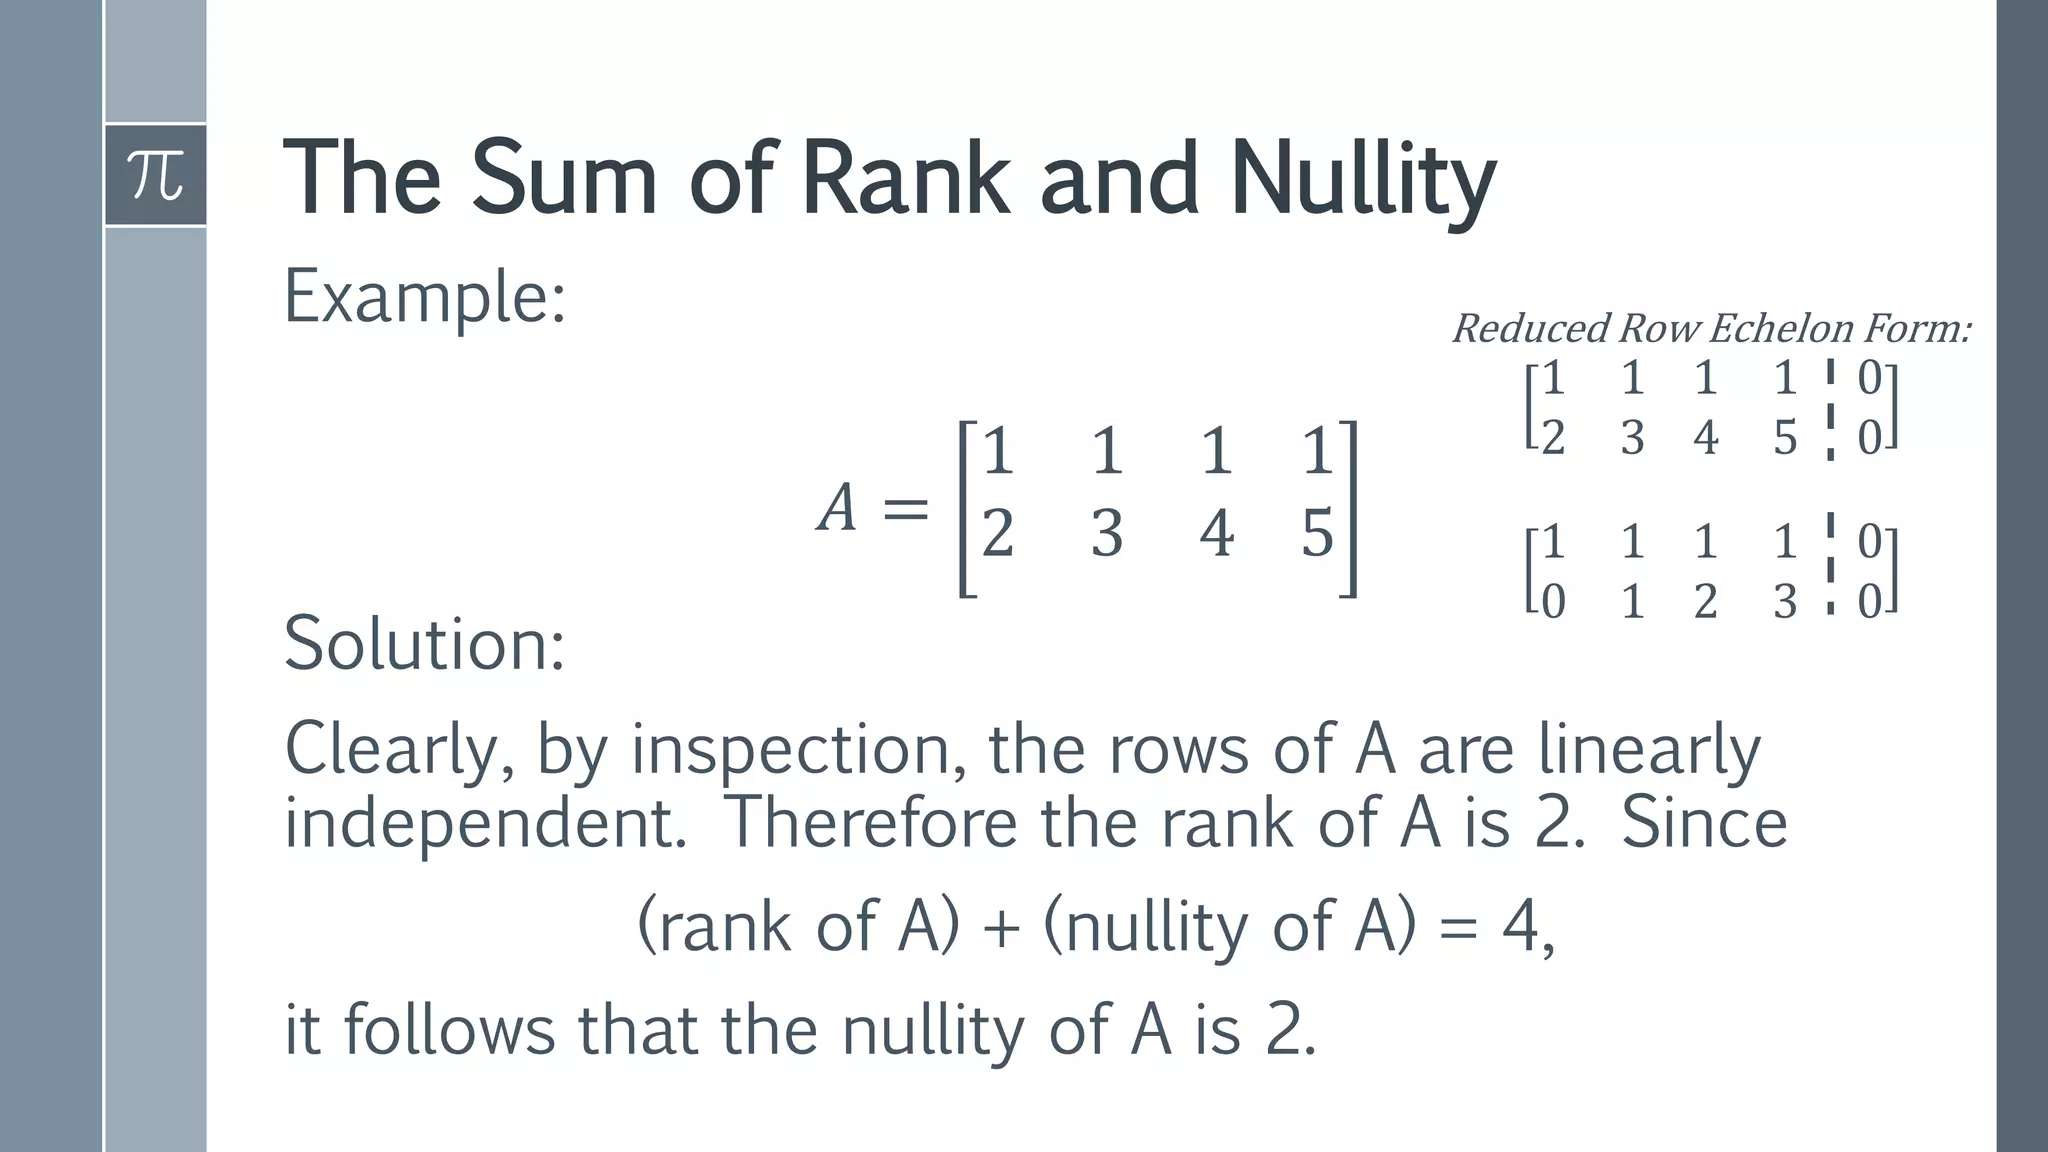 π
The Sum of Rank and Nullity
Example:
Reduced Row Echelon Form:
[1 1 1 1 ¦ 0]
[2 3 4 5 ¦ 0]
[1 1 1 1 ¦ 0]
[0 1 2 3 ¦ 0]
A = [1 1 1 1]
[2 3 4 5]
Solution:
Clearly, by inspection, the rows of A are linearly
independent. Therefore the rank of A is 2. Since
(rank of A) + (nullity of A) = 4,
it follows that the nullity of A is 2.